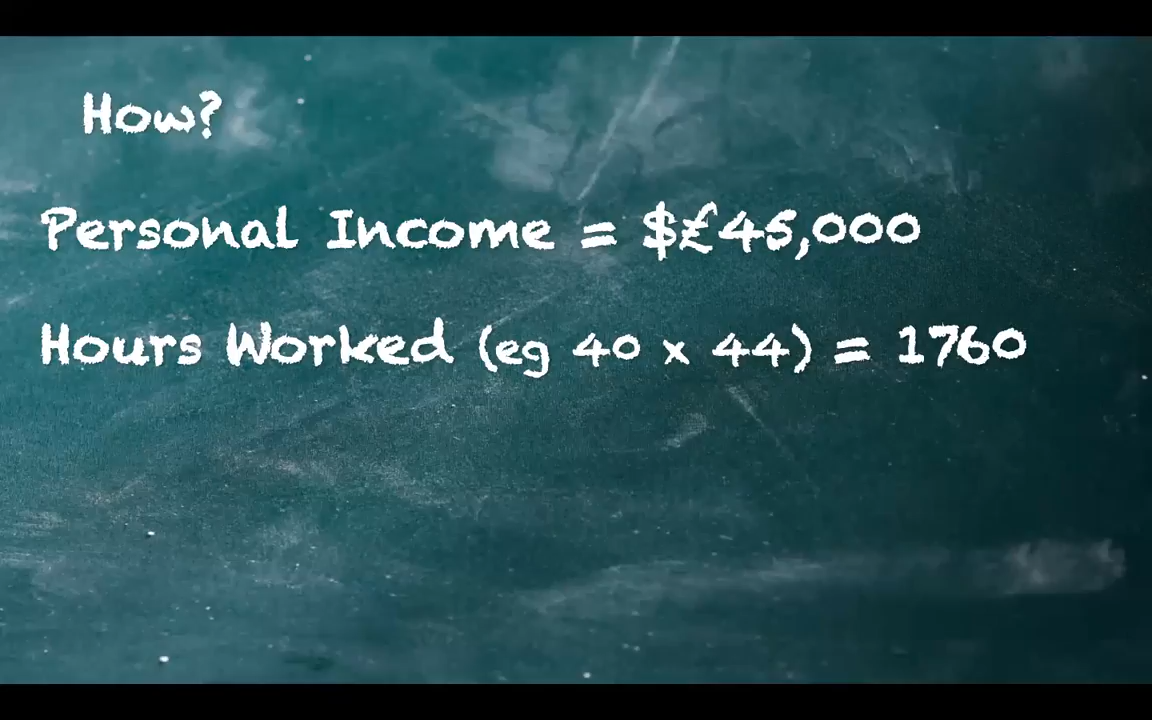 How?
Personal Income = $£45,000
Hours Worked (eg 40 x 44) = 1760